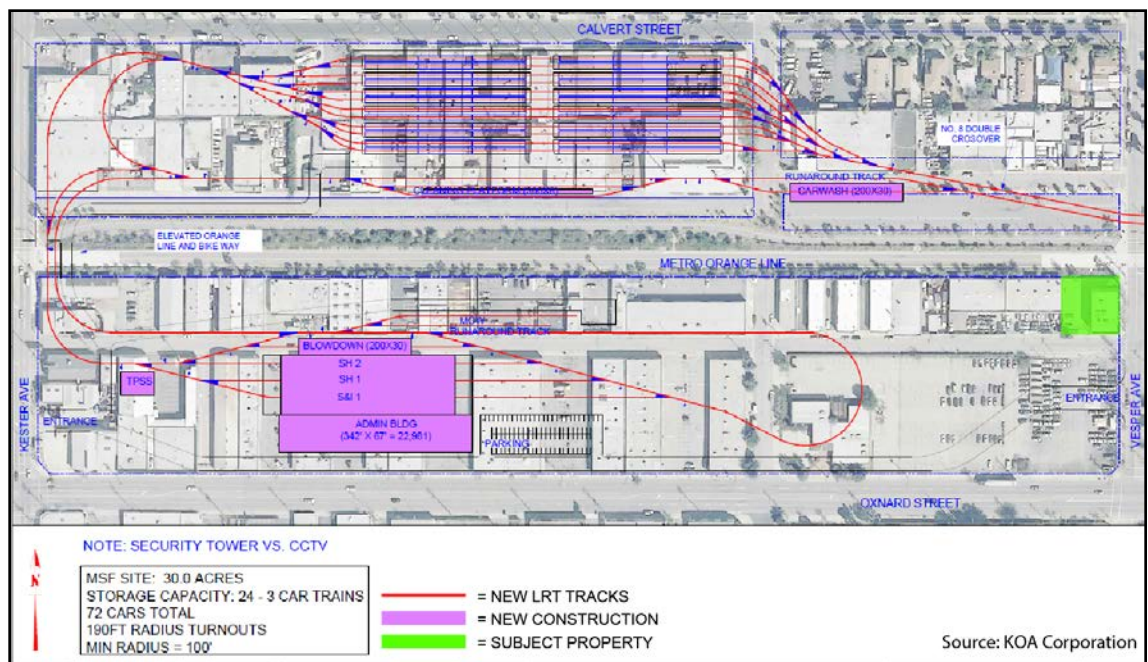 CALVERT STREET
NO. 8 DOUBLE
CROSSOVER
RUNAROUND TRACK
CARWASH (200X30)
ELEVATED ORANGE
LINE AND BIKE WAY
METRO ORANGE LINE
MOW
RUNAROUND TRACK
BLOWDOWN (200X30)
SH 2
SH 1
S&I 1
TPSS
ADMIN BLDG
(342' X 67' = 22,961)
*PARKING
ENTRANCE
ENTRANCE
KESTER AVE
VESPER AVE
OXNARD STREET
NOTE: SECURITY TOWER VS. CCTV
MSF SITE: 30.0 ACRES
STORAGE CAPACITY: 24 - 3 CAR TRAINS
72 CARS TOTAL
190FT RADIUS TURNOUTS
MIN RADIUS = 100'
= NEW LRT TRACKS
= NEW CONSTRUCTION
= SUBJECT PROPERTY
Source: KOA Corporation